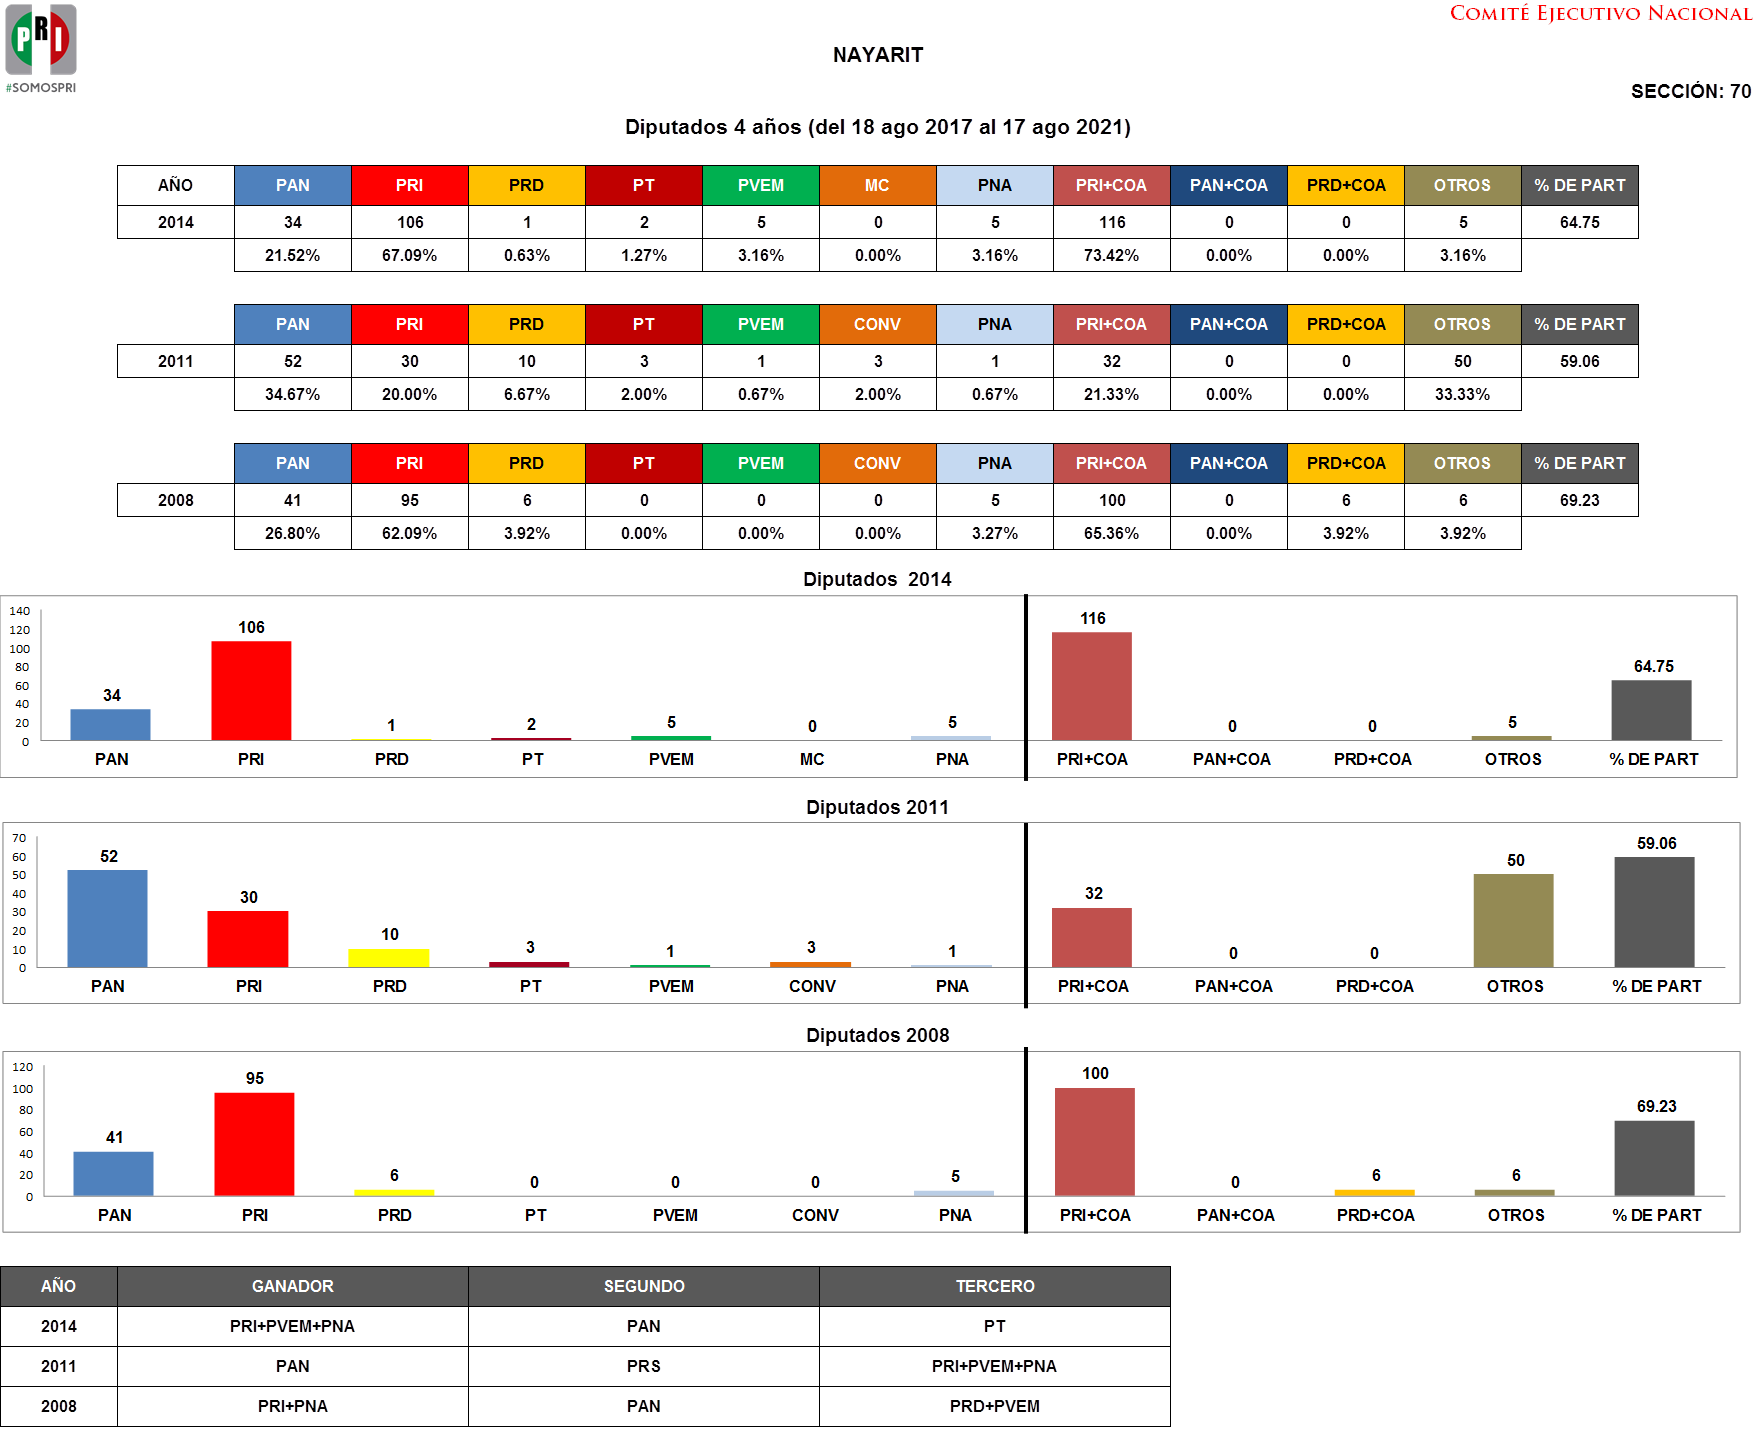 PRI
#SOMOSPRI
COMITÉ EJECUTIVO NACIONAL
NAYARIT
SECCIÓN: 70
Diputados 4 años (del 18 ago 2017 al 17 ago 2021)
AÑO PAN PRI PRD PT PVEM MC PNA PRI+COA PAN+COA PRD+COA OTROS % DE PART
2014 34 106 1 2 5 0 5 116 0 0 5 64.75
21.52% 67.09% 0.63% 1.27% 3.16% 0.00% 3.16% 73.42% 0.00% 0.00% 3.16%
PAN PRI PRD PT PVEM CONV PNA PRI+COA PAN+COA PRD+COA OTROS % DE PART
2011 52 30 10 3 1 3 1 32 0 0 50 59.06
34.67% 20.00% 6.67% 2.00% 0.67% 2.00% 0.67% 21.33% 0.00% 0.00% 33.33%
PAN PRI PRD PT PVEM CONV PNA PRI+COA PAN+COA PRD+COA OTROS % DE PART
2008 41 95 6 0 0 0 5 100 0 6 6 69.23
26.80% 62.09% 3.92% 0.00% 0.00% 0.00% 3.27% 65.36% 0.00% 3.92% 3.92%
Diputados 2014
140
120
100
80
60
40
20
0
34 106 1 2 5 0 5 116 0 0 5 64.75
PAN PRI PRD PT PVEM MC PNA PRI+COA PAN+COA PRD+COA OTROS % DE PART
Diputados 2011
70
60
50
40
30
20
10
0
52 30 10 3 1 3 1 32 0 0 50 59.06
PAN PRI PRD PT PVEM CONV PNA PRI+COA PAN+COA PRD+COA OTROS % DE PART
Diputados 2008
120
100
80
60
40
20
0
41 95 6 0 0 0 5 100 0 6 6 69.23
PAN PRI PRD PT PVEM CONV PNA PRI+COA PAN+COA PRD+COA OTROS % DE PART
AÑO GANADOR SEGUNDO TERCERO
2014 PRI+PVEM+PNA PAN PT
2011 PAN PRS PRI+PVEM+PNA
2008 PRI+PNA PAN PRD+PVEM